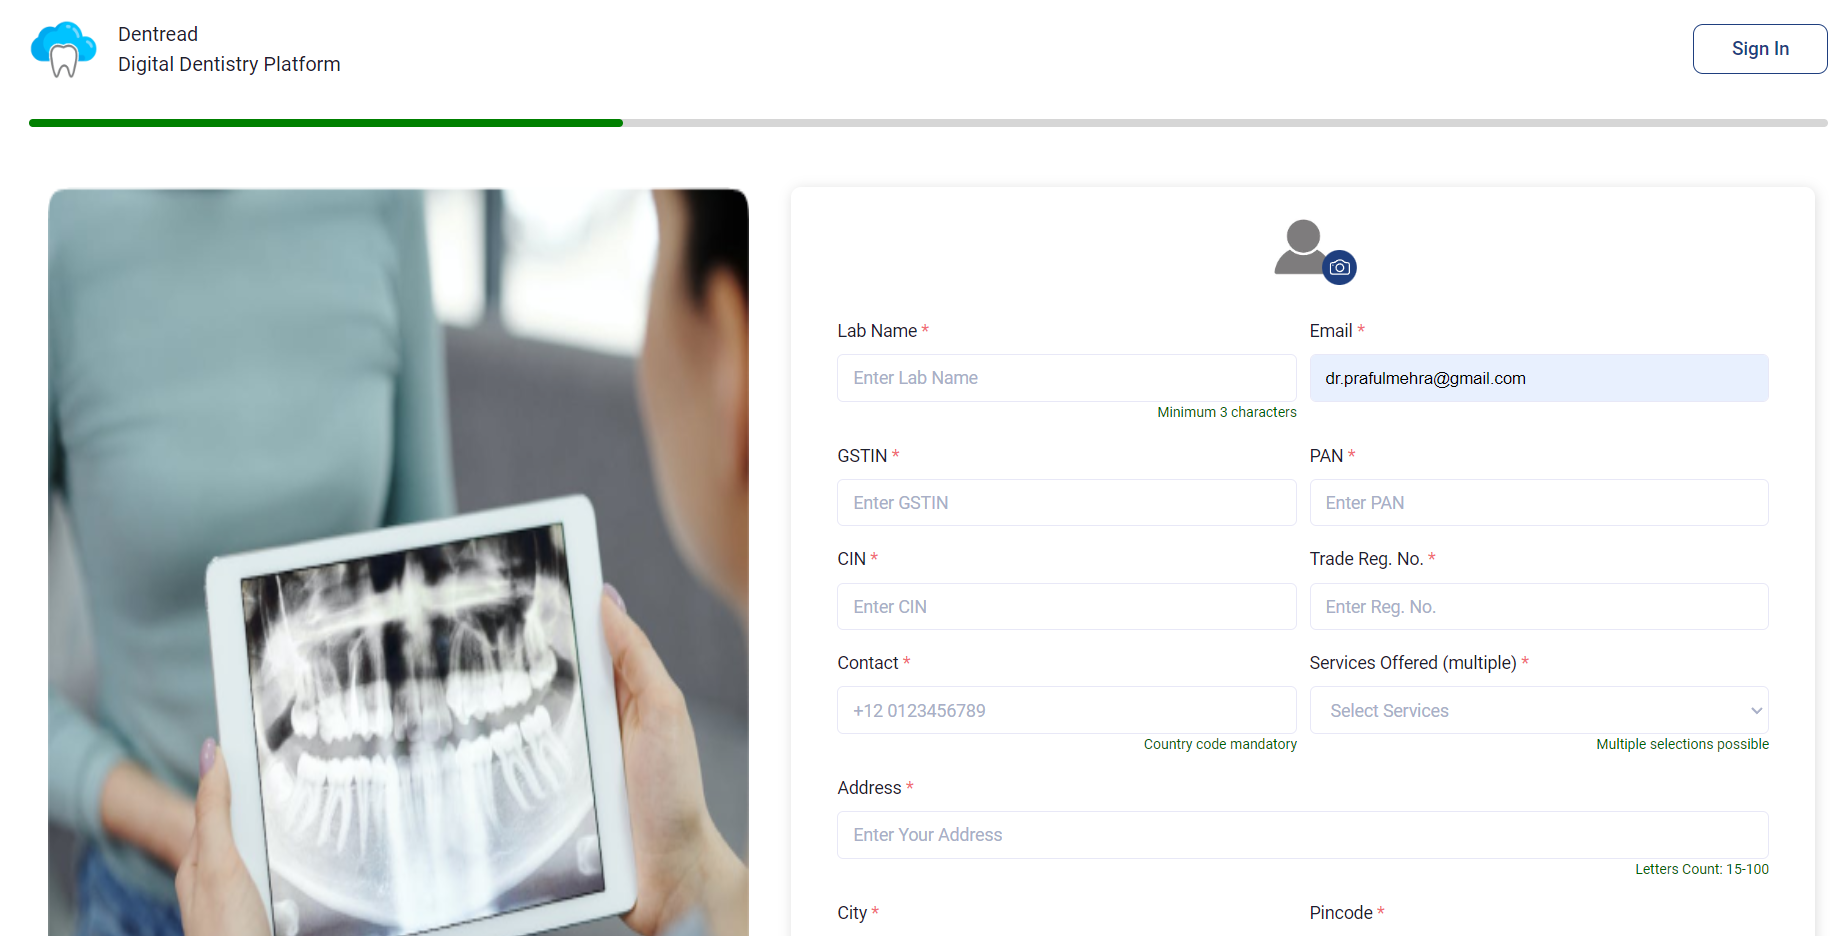 Dentread
Digital Dentistry Platform
Sign In
Lab Name *
Email *
Enter Lab Name
dr.prafulmehra@gmail.com
Minimum 3 characters
GSTIN *
PAN *
Enter GSTIN
Enter PAN
CIN *
Trade Reg. No. *
Enter CIN
Enter Reg. No.
Contact *
Services Offered (multiple) *
+12 0123456789
Select Services
Country code mandatory
Multiple selections possible
Address *
Enter Your Address
Letters Count: 15-100
City *
Pincode *